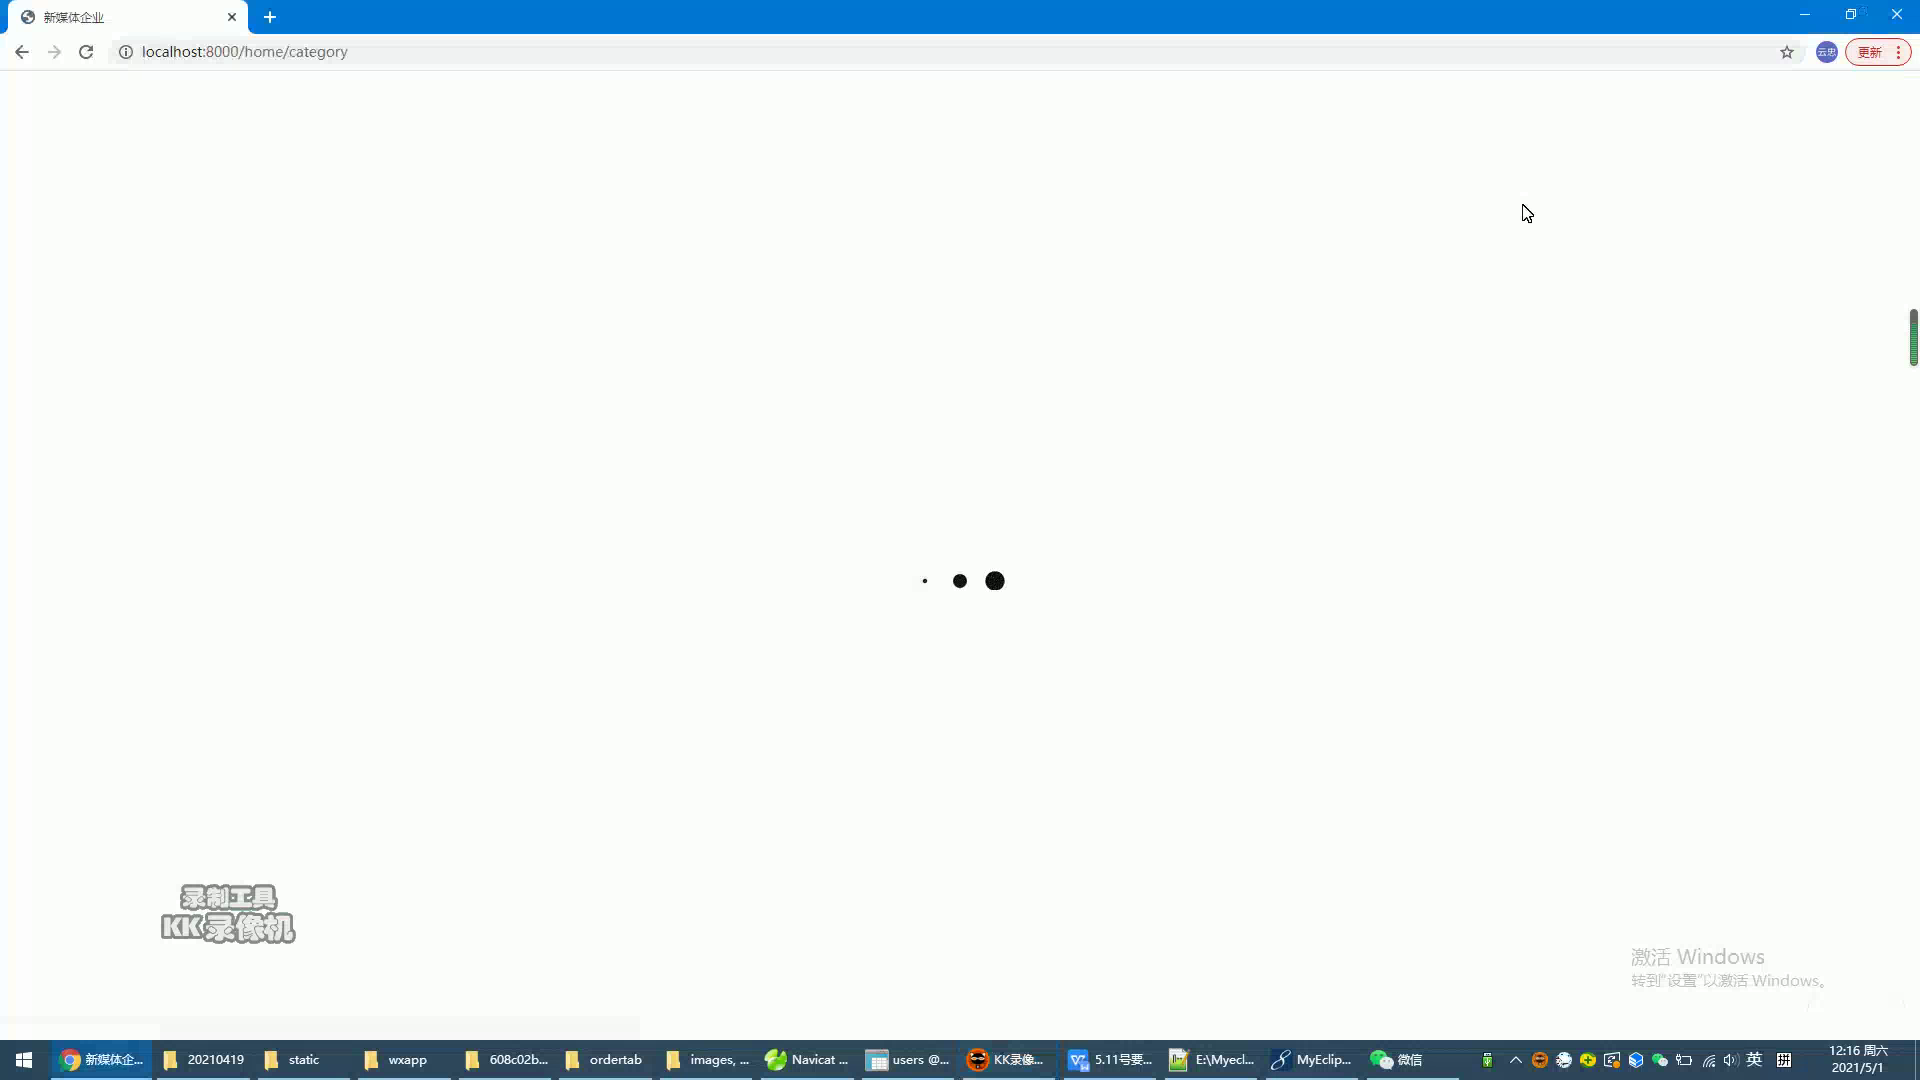 新媒体企业
localhost:8000/home/category
云忠
更新
录制工具
KK录像机
激活 Windows
转到"设置"以激活 Windows。
新媒体企...
20210419
static
wxapp
608c02b...
ordertab
images, ...
Navicat ...
users @...
KK录像...
5.11号要...
E:\Myecl...
MyEclip...
微信
英
拼
12:16 周六
2021/5/1